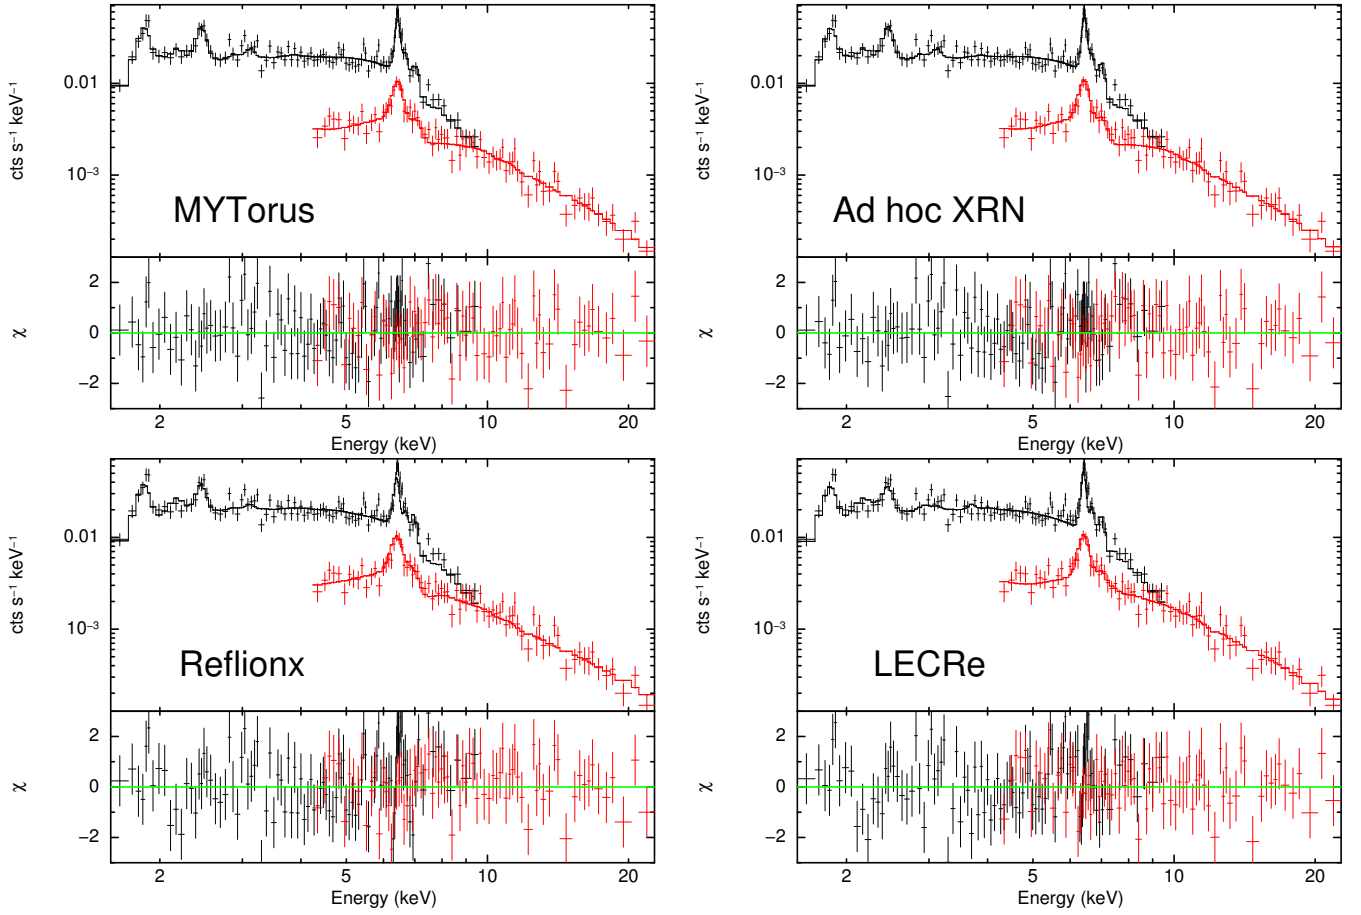 cts s⁻¹ keV⁻¹
0.01
10⁻³
MYTorus
χ
2
0
−2
2
5
10
20
Energy (keV)
cts s⁻¹ keV⁻¹
0.01
10⁻³
Ad hoc XRN
χ
2
0
−2
2
5
10
20
Energy (keV)
cts s⁻¹ keV⁻¹
0.01
10⁻³
Reflionx
χ
2
0
−2
2
5
10
20
Energy (keV)
cts s⁻¹ keV⁻¹
0.01
10⁻³
LECRe
χ
2
0
−2
2
5
10
20
Energy (keV)